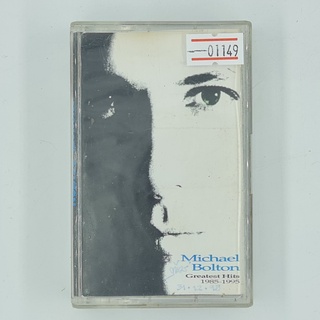 —01149
Michael
Bolton
Greatest Hits
1985-1995